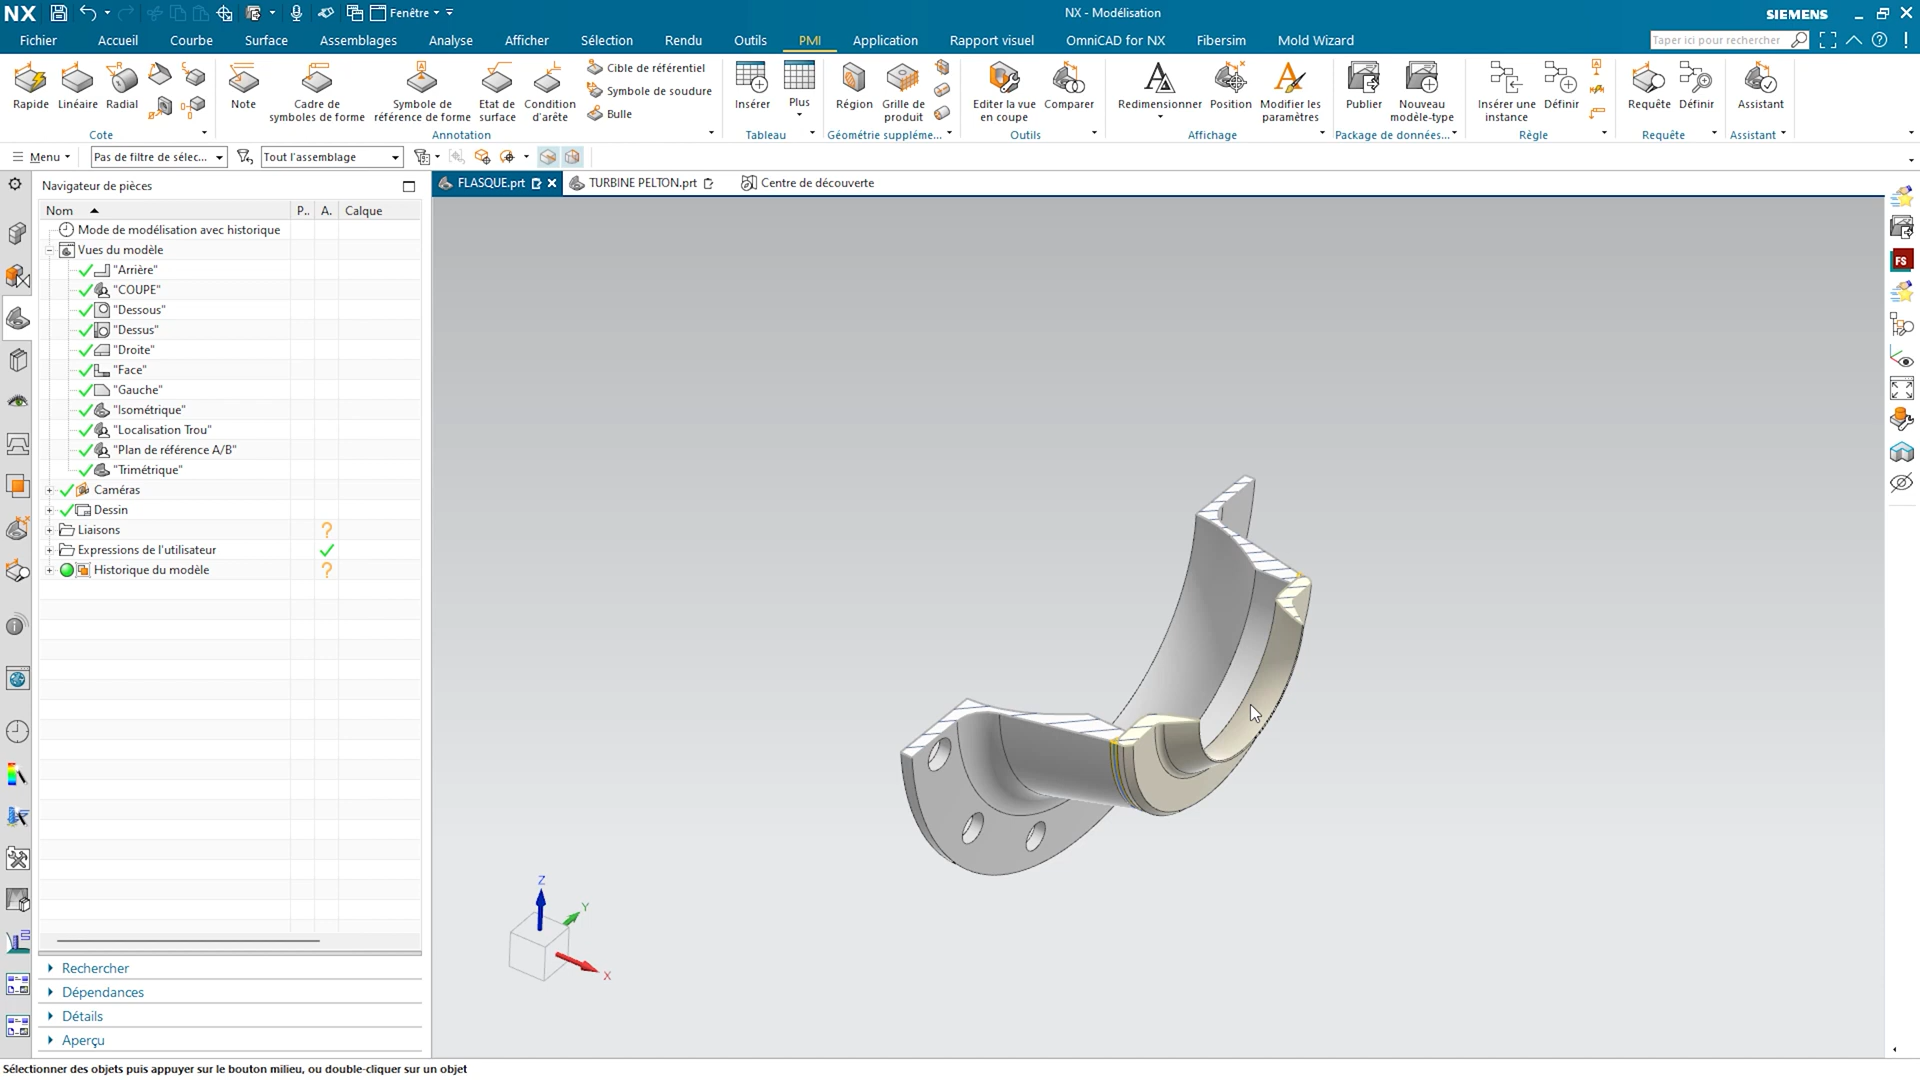 NX Fenêtre NX - Modélisation SIEMENS
Fichier Accueil Courbe Surface Assemblages Analyse Afficher Sélection Rendu Outils PMI Application Rapport visuel OmniCAD for NX Fibersim Mold Wizard Taper ici pour rechercher
Rapide Linéaire Radial
Cote
Note Cadre de symboles de forme Symbole de référence de forme Etat de surface Condition d'arête
Cible de référentiel
Symbole de soudure
Bulle
Annotation
Insérer Plus
Tableau
Région Grille de produit
Géométrie suppléme...
Editer la vue en coupe Comparer
Outils
Redimensionner Position Modifier les paramètres
Affichage
Publier Nouveau modèle-type
Package de données...
Insérer une instance Définir
Règle
Requête Définir
Requête
Assistant
Assistant
Menu Pas de filtre de sélec... Tout l'assemblage
Navigateur de pièces
FLASQUE.prt TURBINE PELTON.prt Centre de découverte
Nom P.. A. Calque
Mode de modélisation avec historique
Vues du modèle
"Arrière"
"COUPE"
"Dessous"
"Dessus"
"Droite"
"Face"
"Gauche"
"Isométrique"
"Localisation Trou"
"Plan de référence A/B"
"Trimétrique"
Caméras
Dessin
Liaisons ?
Expressions de l'utilisateur
Historique du modèle ?
FS
Z
Y
X
Rechercher
Dépendances
Détails
Aperçu
Sélectionner des objets puis appuyer sur le bouton milieu, ou double-cliquer sur un objet